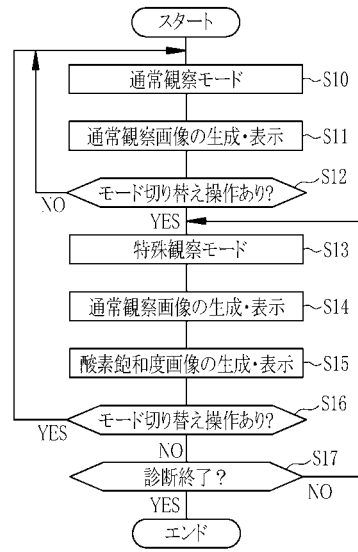 スタート
通常観察モード S10
通常観察画像の生成・表示 S11
モード切り替え操作あり? S12
NO
YES
特殊観察モード S13
通常観察画像の生成・表示 S14
酸素飽和度画像の生成・表示 S15
モード切り替え操作あり? S16
YES
NO
診断終了? S17
YES
NO
エンド